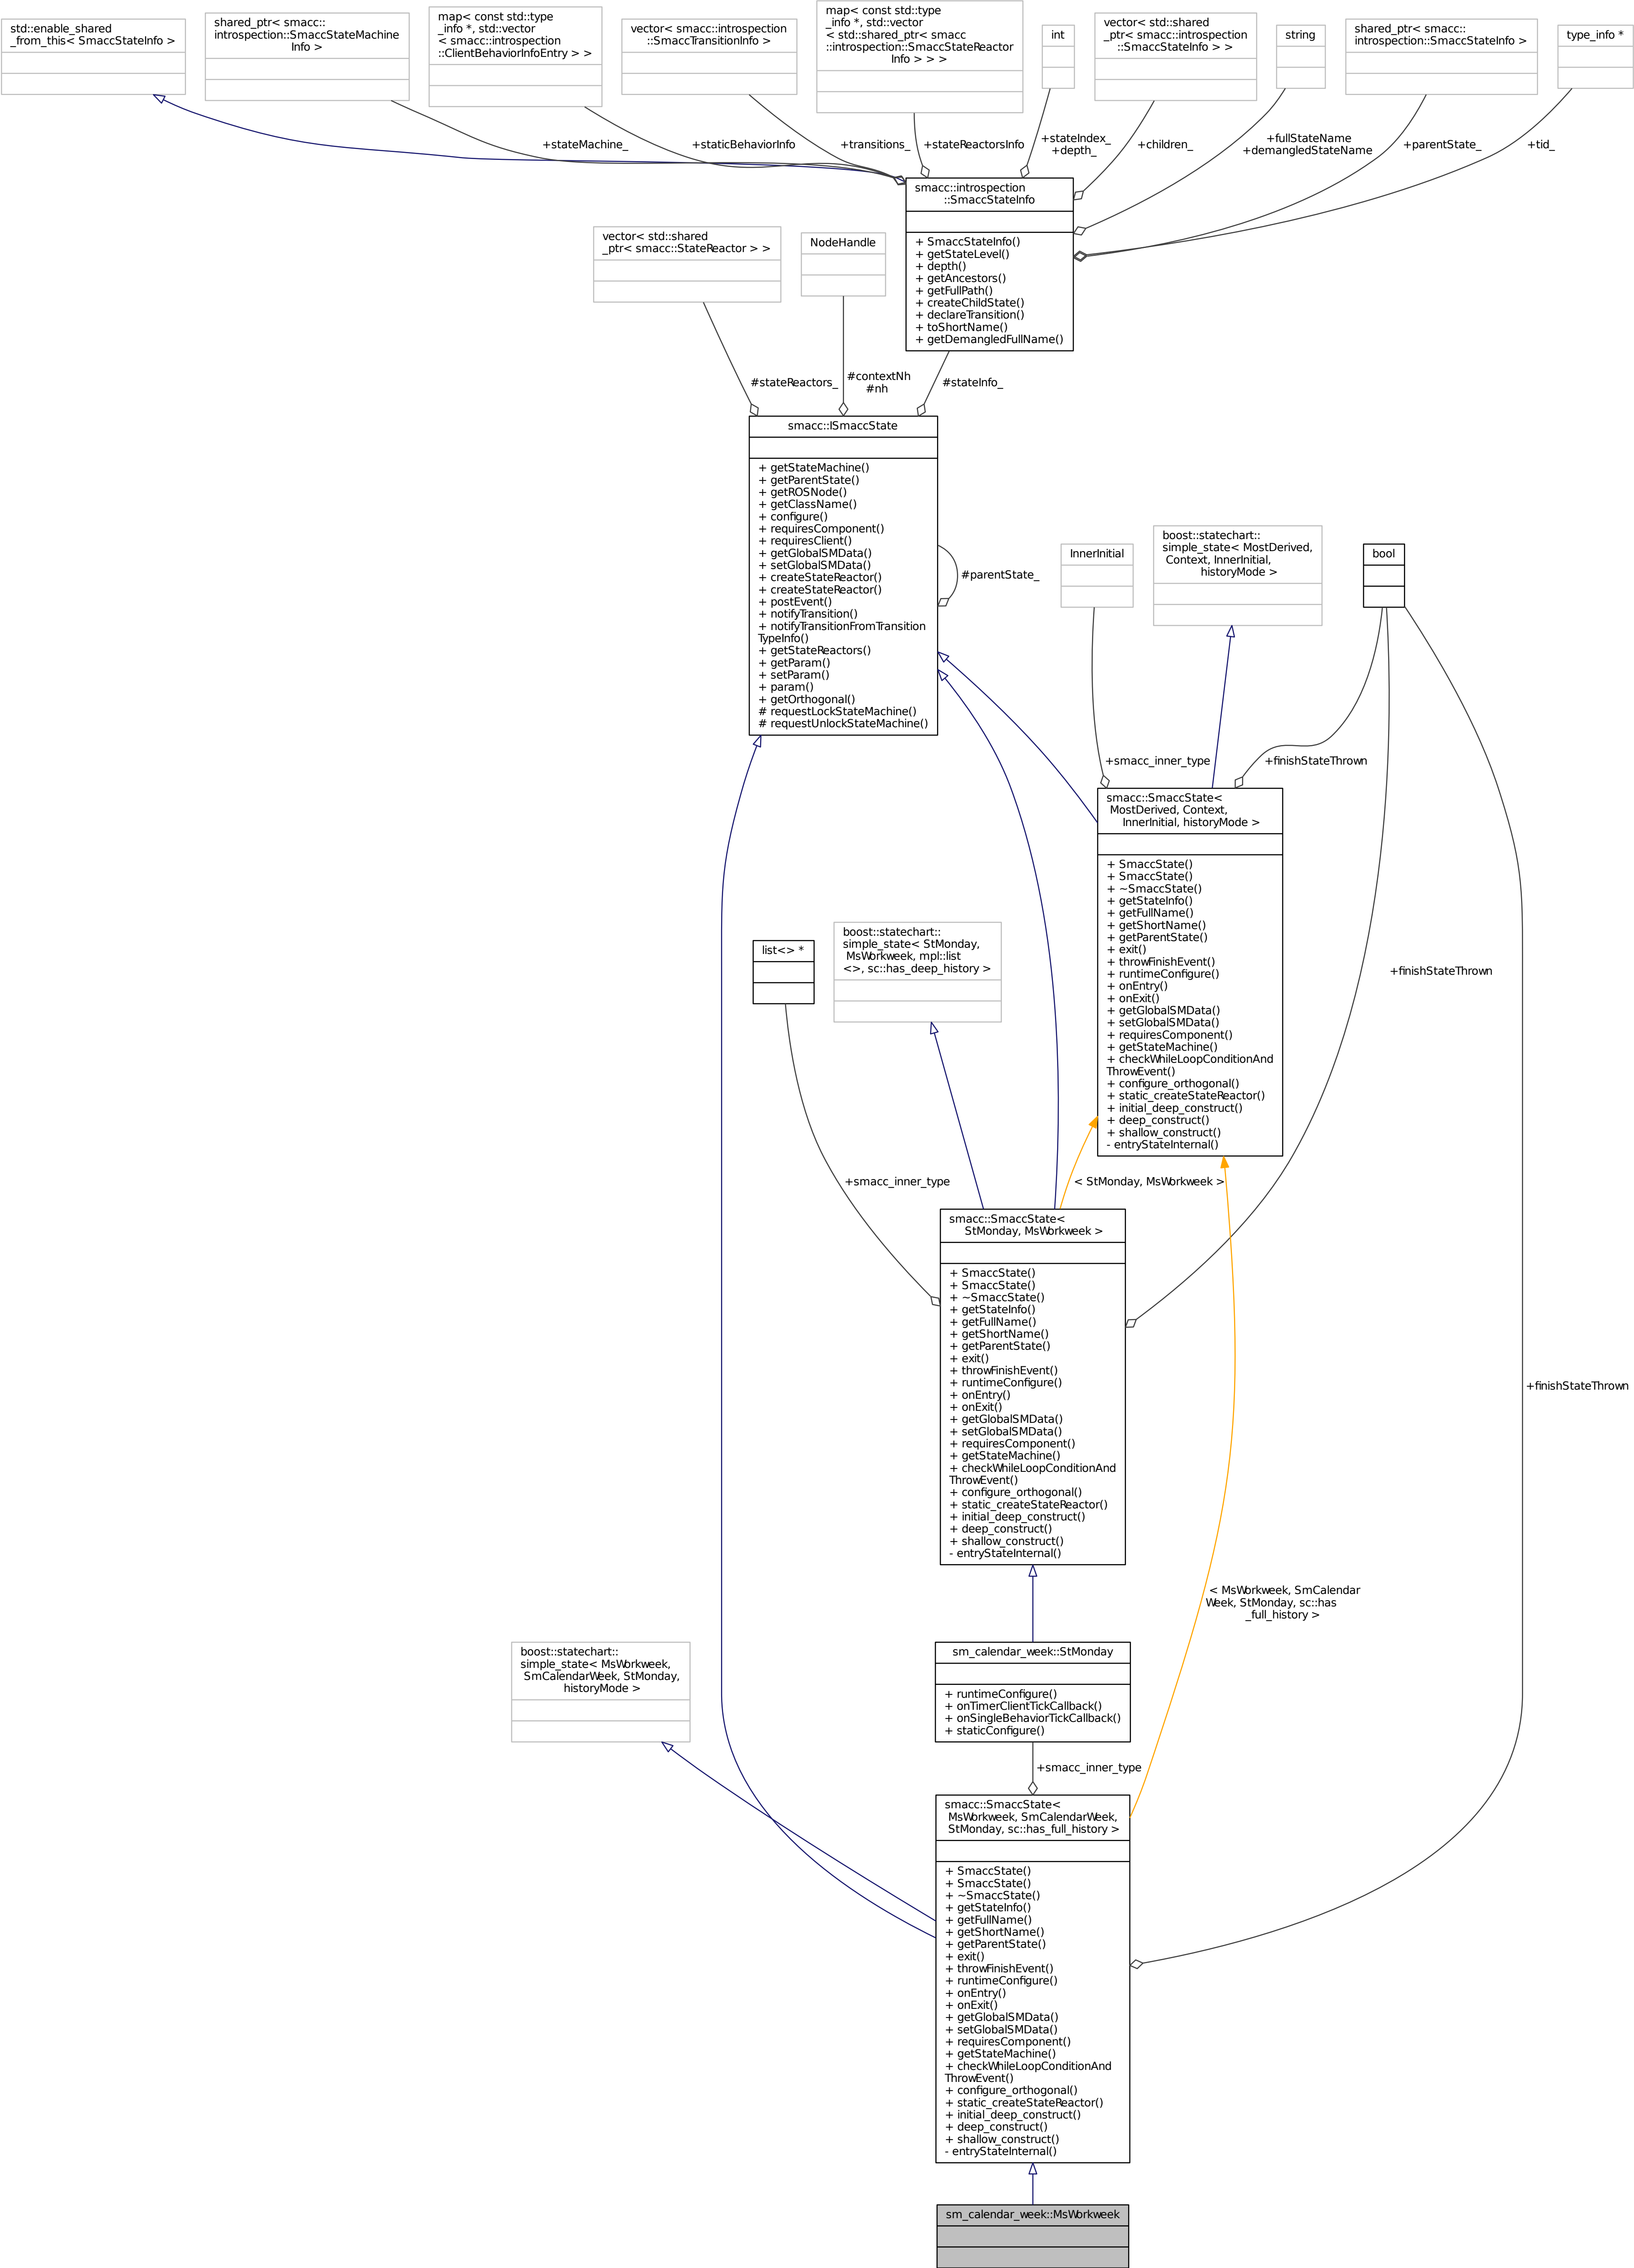 std::enable_shared
_from_this< SmaccStateInfo >
shared_ptr< smacc::
introspection::SmaccStateMachine
Info >
map< const std::type
_info *, std::vector
< smacc::introspection
::ClientBehaviorInfoEntry > >
vector< smacc::introspection
::SmaccTransitionInfo >
map< const std::type
_info *, std::vector
< std::shared_ptr< smacc
::introspection::SmaccStateReactor
Info > > >
int
vector< std::shared
_ptr< smacc::introspection
::SmaccStateInfo > >
string
shared_ptr< smacc::
introspection::SmaccStateInfo >
type_info *
+stateMachine_
+staticBehaviorInfo
+transitions_
+stateReactorsInfo
+stateIndex_
+depth_
+children_
+fullStateName
+demangledStateName
+parentState_
+tid_
smacc::introspection
::SmaccStateInfo
+ SmaccStateInfo()
+ getStateLevel()
+ depth()
+ getAncestors()
+ getFullPath()
+ createChildState()
+ declareTransition()
+ toShortName()
+ getDemangledFullName()
vector< std::shared
_ptr< smacc::StateReactor > >
NodeHandle
#stateReactors_
#contextNh
#nh
#stateInfo_
smacc::ISmaccState
+ getStateMachine()
+ getParentState()
+ getROSNode()
+ getClassName()
+ configure()
+ requiresComponent()
+ requiresClient()
+ getGlobalSMData()
+ setGlobalSMData()
+ createStateReactor()
+ createStateReactor()
+ postEvent()
+ notifyTransition()
+ notifyTransitionFromTransition
TypeInfo()
+ getStateReactors()
+ getParam()
+ setParam()
+ param()
+ getOrthogonal()
# requestLockStateMachine()
# requestUnlockStateMachine()
#parentState_
InnerInitial
boost::statechart::
simple_state< MostDerived,
Context, InnerInitial,
historyMode >
bool
+smacc_inner_type
+finishStateThrown
smacc::SmaccState<
MostDerived, Context,
InnerInitial, historyMode >
+ SmaccState()
+ SmaccState()
+ ~SmaccState()
+ getStateInfo()
+ getFullName()
+ getShortName()
+ getParentState()
+ exit()
+ throwFinishEvent()
+ runtimeConfigure()
+ onEntry()
+ onExit()
+ getGlobalSMData()
+ setGlobalSMData()
+ requiresComponent()
+ getStateMachine()
+ checkWhileLoopConditionAnd
ThrowEvent()
+ configure_orthogonal()
+ static_createStateReactor()
+ initial_deep_construct()
+ deep_construct()
+ shallow_construct()
- entryStateInternal()
list<> *
boost::statechart::
simple_state< StMonday,
MsWorkweek, mpl::list
<>, sc::has_deep_history >
+finishStateThrown
+smacc_inner_type
< StMonday, MsWorkweek >
smacc::SmaccState<
StMonday, MsWorkweek >
+ SmaccState()
+ SmaccState()
+ ~SmaccState()
+ getStateInfo()
+ getFullName()
+ getShortName()
+ getParentState()
+ exit()
+ throwFinishEvent()
+ runtimeConfigure()
+ onEntry()
+ onExit()
+ getGlobalSMData()
+ setGlobalSMData()
+ requiresComponent()
+ getStateMachine()
+ checkWhileLoopConditionAnd
ThrowEvent()
+ configure_orthogonal()
+ static_createStateReactor()
+ initial_deep_construct()
+ deep_construct()
+ shallow_construct()
- entryStateInternal()
+finishStateThrown
< MsWorkweek, SmCalendar
Week, StMonday, sc::has
_full_history >
boost::statechart::
simple_state< MsWorkweek,
SmCalendarWeek, StMonday,
historyMode >
sm_calendar_week::StMonday
+ runtimeConfigure()
+ onTimerClientTickCallback()
+ onSingleBehaviorTickCallback()
+ staticConfigure()
+smacc_inner_type
smacc::SmaccState<
MsWorkweek, SmCalendarWeek,
StMonday, sc::has_full_history >
+ SmaccState()
+ SmaccState()
+ ~SmaccState()
+ getStateInfo()
+ getFullName()
+ getShortName()
+ getParentState()
+ exit()
+ throwFinishEvent()
+ runtimeConfigure()
+ onEntry()
+ onExit()
+ getGlobalSMData()
+ setGlobalSMData()
+ requiresComponent()
+ getStateMachine()
+ checkWhileLoopConditionAnd
ThrowEvent()
+ configure_orthogonal()
+ static_createStateReactor()
+ initial_deep_construct()
+ deep_construct()
+ shallow_construct()
- entryStateInternal()
sm_calendar_week::MsWorkweek